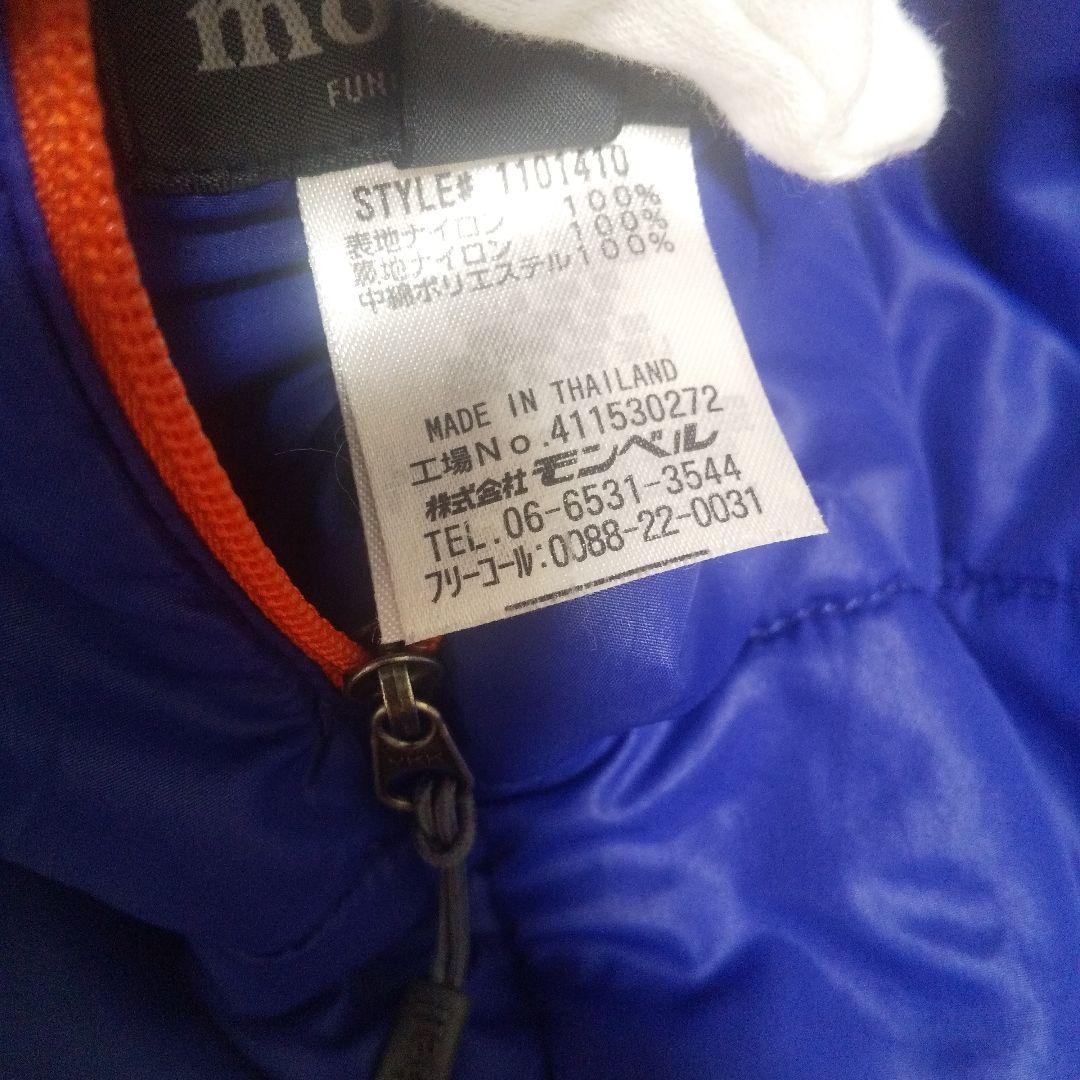 mo
FUN
STYLE# 1101410
表地ナイロン 100%
裏地ナイロン 100%
中綿ポリエステル100%
MADE IN THAILAND
工場No.411530272
株式会社モンベル
TEL.06-6531-3544
フリーコール:0088-22-0031
YKK